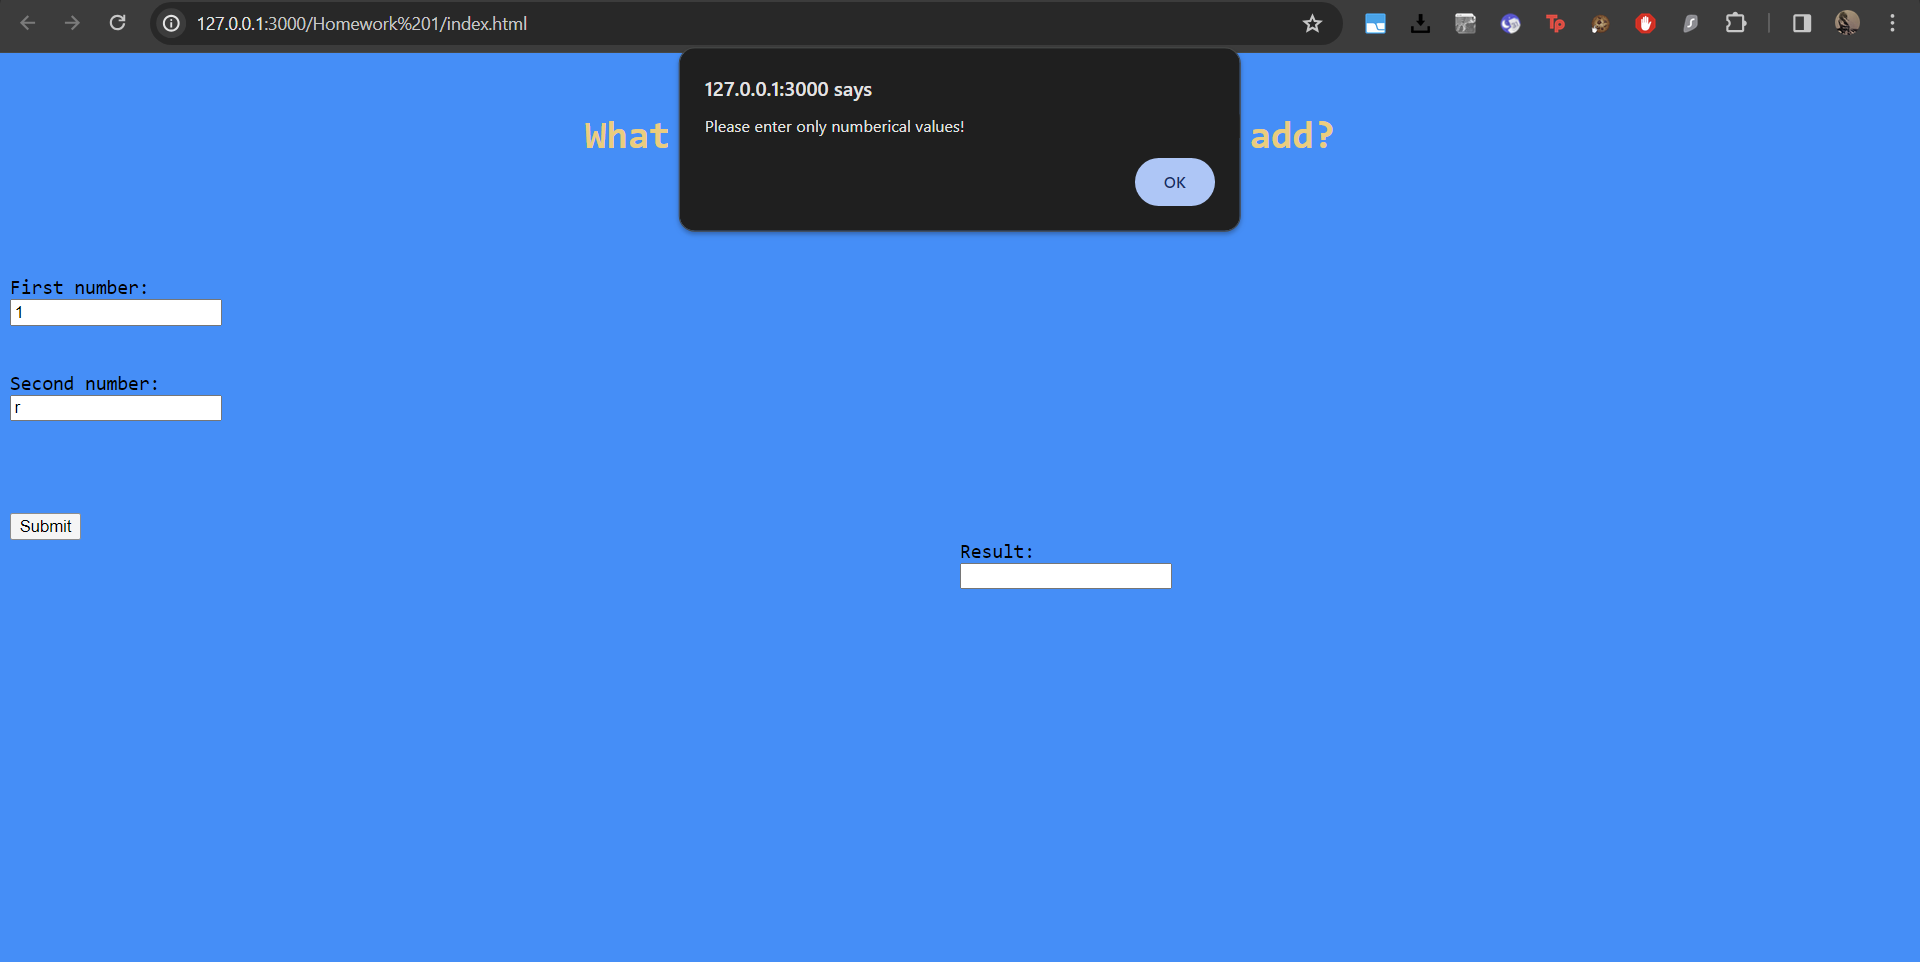 127.0.0.1:3000/Homework%201/index.html
Tp
127.0.0.1:3000 says
Please enter only numberical values!
OK
What add?
First number:
1
Second number:
r
Submit
Result: